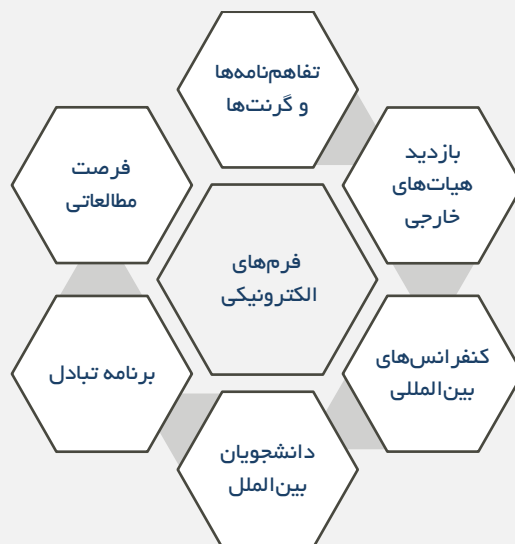 تفاهم‌نامه‌ها
و گرنت‌ها
بازدید
هیات‌های
خارجی
فرصت
مطالعاتی
فرم‌های
الکترونیکی
کنفرانس‌های
بین‌المللی
برنامه تبادل
دانشجویان
بین‌الملل